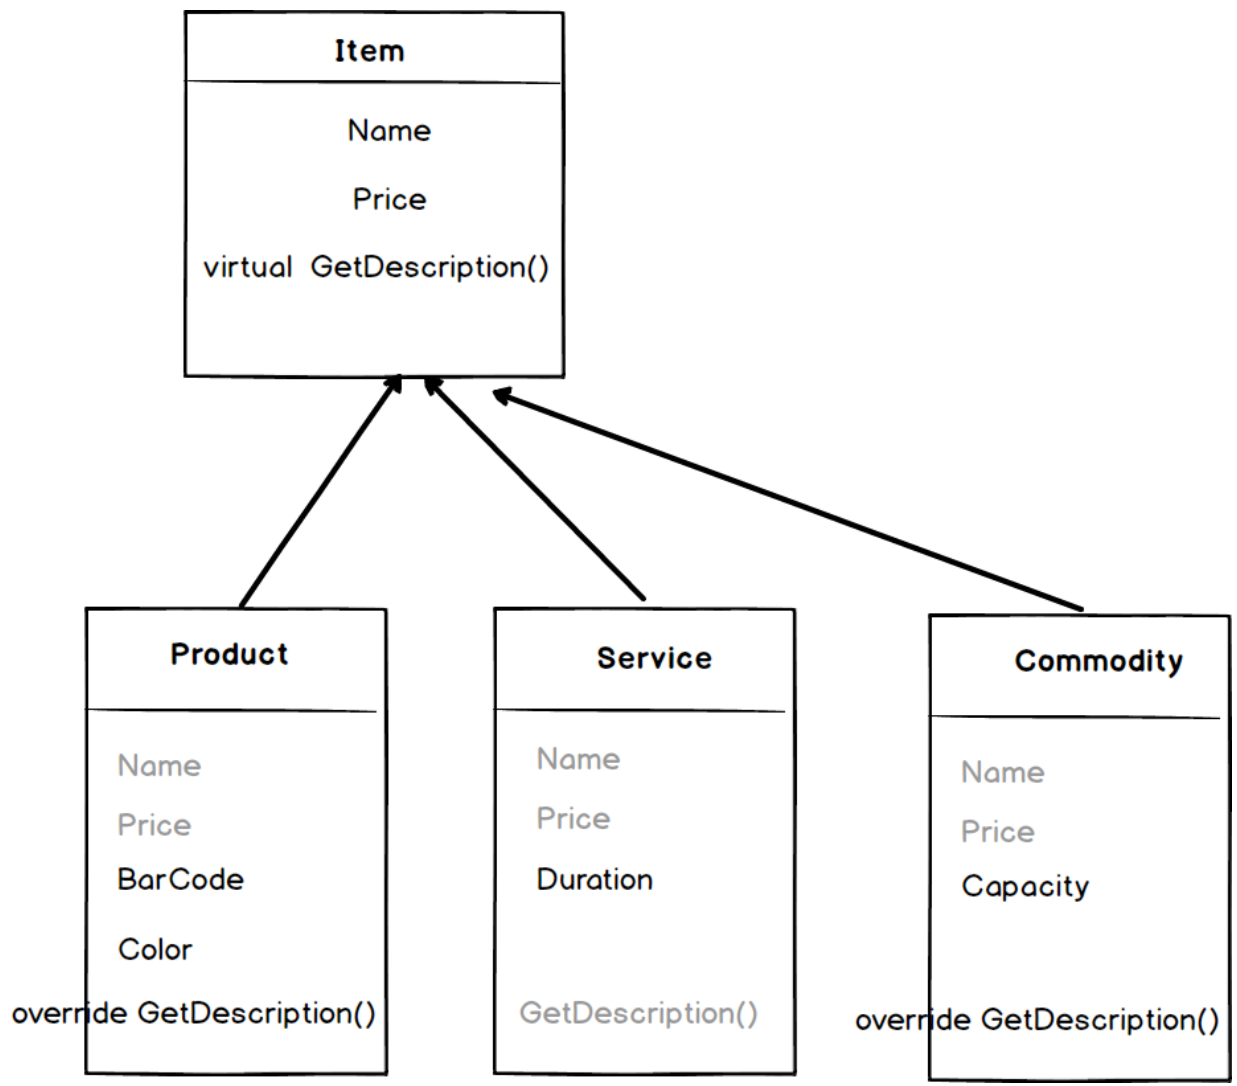 Item
Name
Price
virtual GetDescription()
Product
Name
Price
BarCode
Color
override GetDescription()
Service
Name
Price
Duration
GetDescription()
Commodity
Name
Price
Capacity
override GetDescription()